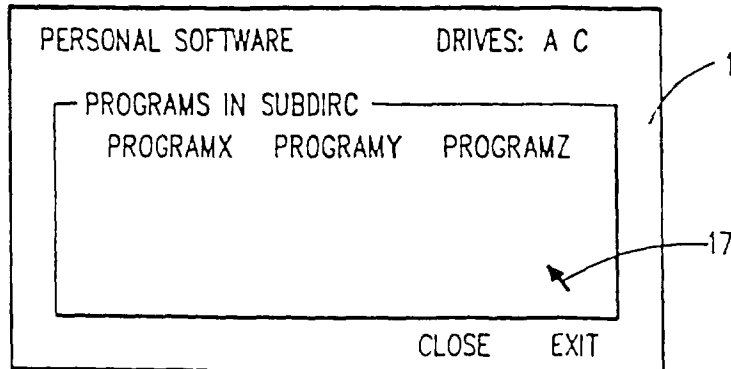 PERSONAL SOFTWARE DRIVES: A C
PROGRAMS IN SUBDIRC
PROGRAMX PROGRAMY PROGRAMZ
17
CLOSE EXIT